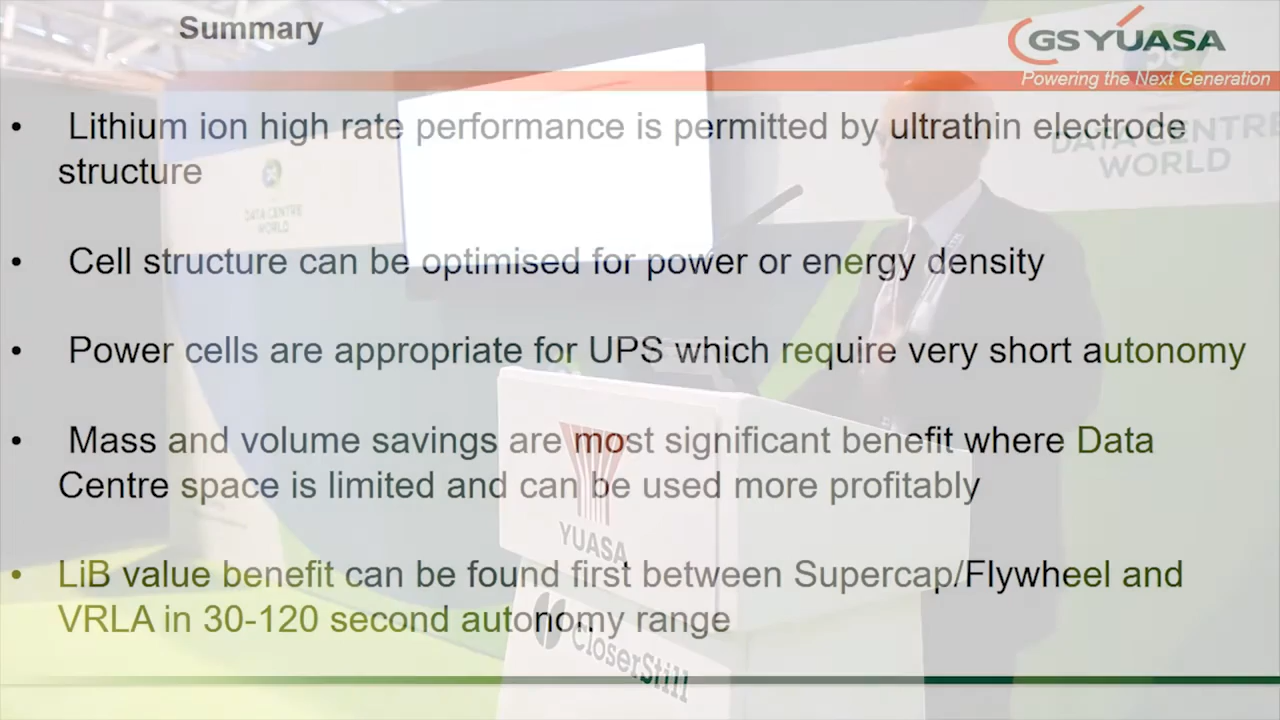 Summary
GS YUASA
Powering the Next Generation
• Lithium ion high rate performance is permitted by ultrathin electrode
structure
• Cell structure can be optimised for power or energy density
• Power cells are appropriate for UPS which require very short autonomy
• Mass and volume savings are most significant benefit where Data
Centre space is limited and can be used more profitably
• LiB value benefit can be found first between Supercap/Flywheel and
VRLA in 30-120 second autonomy range
DATA CENTRE
WORLD
DATA CENTRE
WORLD
YUASA
CloserStill